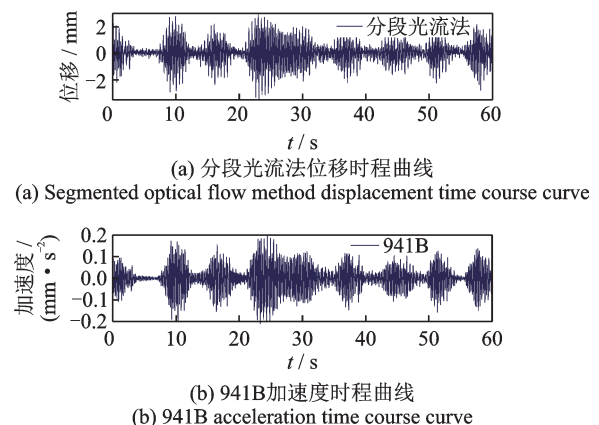 2
0
−2
位移 / mm
分段光流法
0 10 20 30 40 50 60
t / s
(a) 分段光流法位移时程曲线
(a) Segmented optical flow method displacement time course curve
0.2
0.1
0.0
−0.1
−0.2
加速度 /
(mm • s⁻²)
941B
0 10 20 30 40 50 60
t / s
(b) 941B加速度时程曲线
(b) 941B acceleration time course curve